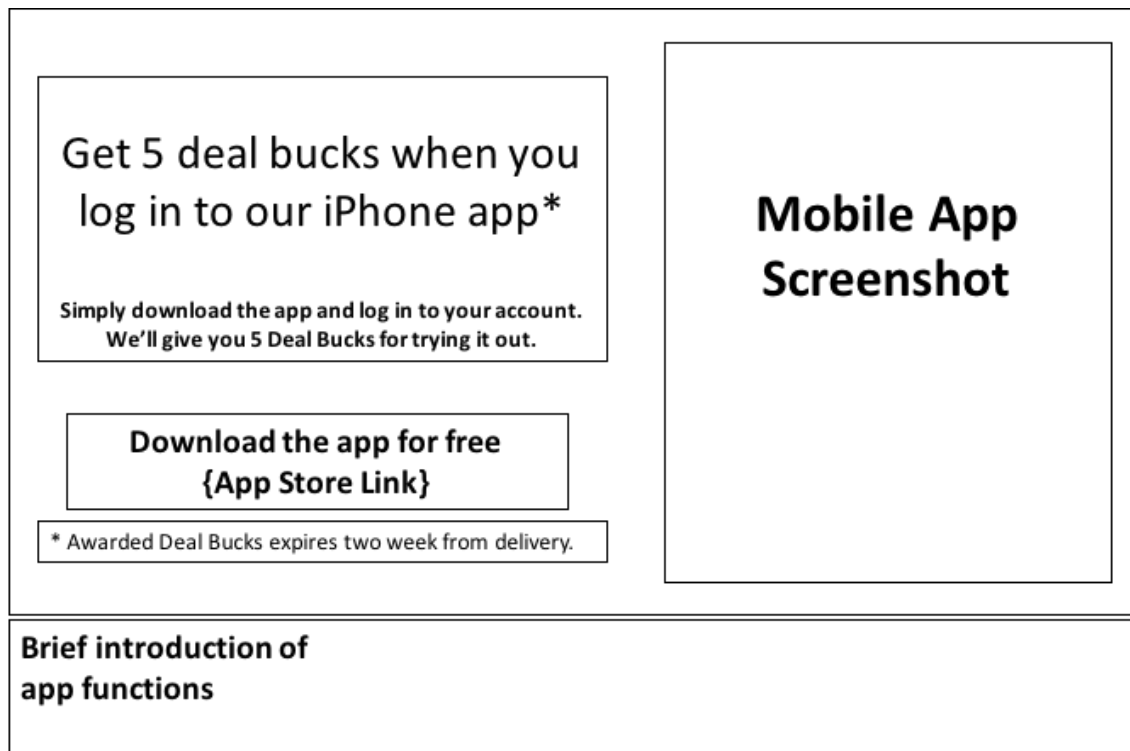 Get 5 deal bucks when you
log in to our iPhone app*
Simply download the app and log in to your account.
We’ll give you 5 Deal Bucks for trying it out.
Download the app for free
{App Store Link}
* Awarded Deal Bucks expires two week from delivery.
Mobile App
Screenshot
Brief introduction of
app functions